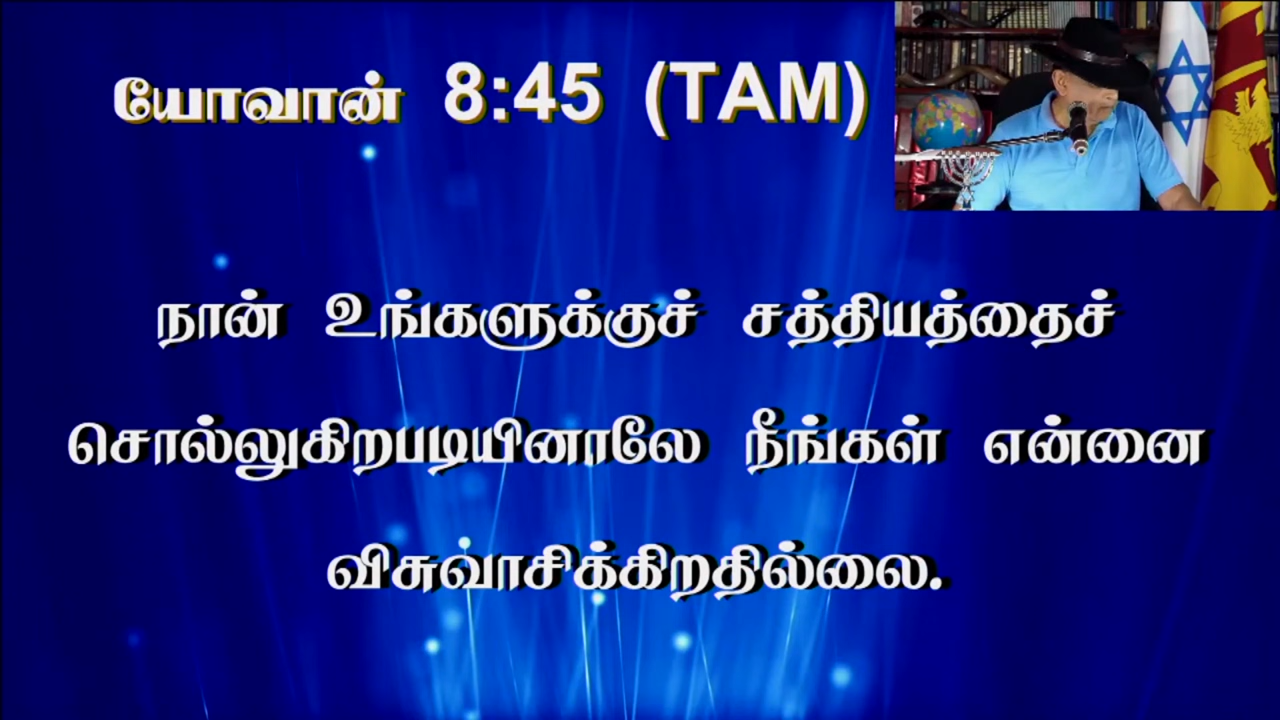 யோவான் 8:45 (TAM)
நான் உங்களுக்குச் சத்தியத்தைச்
சொல்லுகிறபடியினாலே நீங்கள் என்னை
விசுவாசிக்கிறதில்லை.